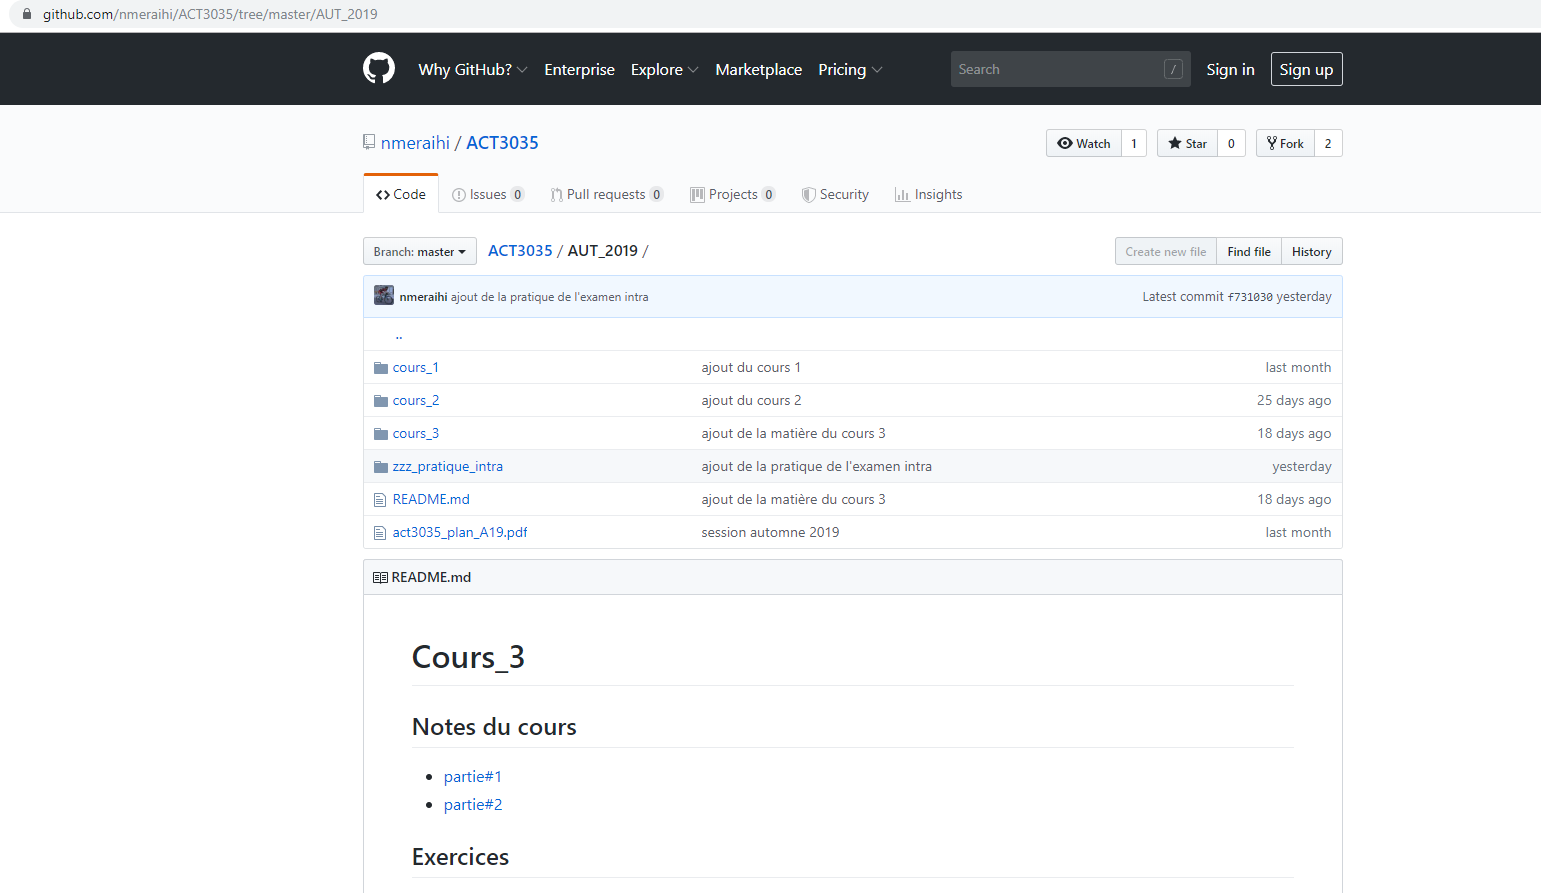 github.com/nmeraihi/ACT3035/tree/master/AUT_2019
Why GitHub? Enterprise Explore Marketplace Pricing Search / Sign in Sign up
nmeraihi / ACT3035 Watch 1 Star 0 Fork 2
Code Issues 0 Pull requests 0 Projects 0 Security Insights
Branch: master ACT3035 / AUT_2019 / Create new file Find file History
nmeraihi ajout de la pratique de l'examen intra Latest commit f731030 yesterday
..
cours_1 ajout du cours 1 last month
cours_2 ajout du cours 2 25 days ago
cours_3 ajout de la matière du cours 3 18 days ago
zzz_pratique_intra ajout de la pratique de l'examen intra yesterday
README.md ajout de la matière du cours 3 18 days ago
act3035_plan_A19.pdf session automne 2019 last month
README.md
Cours_3
Notes du cours
partie#1
partie#2
Exercices